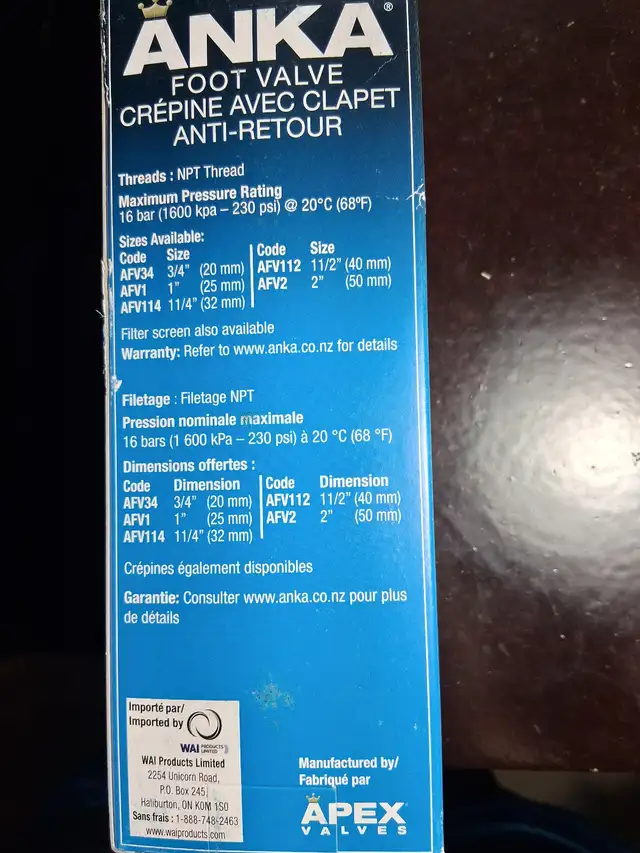 ANKA®
FOOT VALVE
CRÉPINE AVEC CLAPET
ANTI-RETOUR
Threads : NPT Thread
Maximum Pressure Rating
16 bar (1600 kpa – 230 psi) @ 20°C (68ºF)
Sizes Available:
Code Size
AFV34 3/4" (20 mm)
AFV1 1" (25 mm)
AFV114 11/4" (32 mm)
Code Size
AFV112 11/2" (40 mm)
AFV2 2" (50 mm)
Filter screen also available
Warranty: Refer to www.anka.co.nz for details
Filetage : Filetage NPT
Pression nominale maximale
16 bars (1 600 kPa – 230 psi) à 20 °C (68 °F)
Dimensions offertes :
Code Dimension
AFV34 3/4" (20 mm)
AFV1 1" (25 mm)
AFV114 11/4" (32 mm)
Code Dimension
AFV112 11/2" (40 mm)
AFV2 2" (50 mm)
Crépines également disponibles
Garantie: Consulter www.anka.co.nz pour plus
de détails
Importé par/
Imported by
WAI PRODUCTS
LIMITED
WAI Products Limited
2254 Unicorn Road,
P.O. Box 245,
Haliburton, ON K0M 1S0
Sans frais : 1-888-748-2463
www.waiproducts.com
Manufactured by/
Fabriqué par
APEX®
VALVES